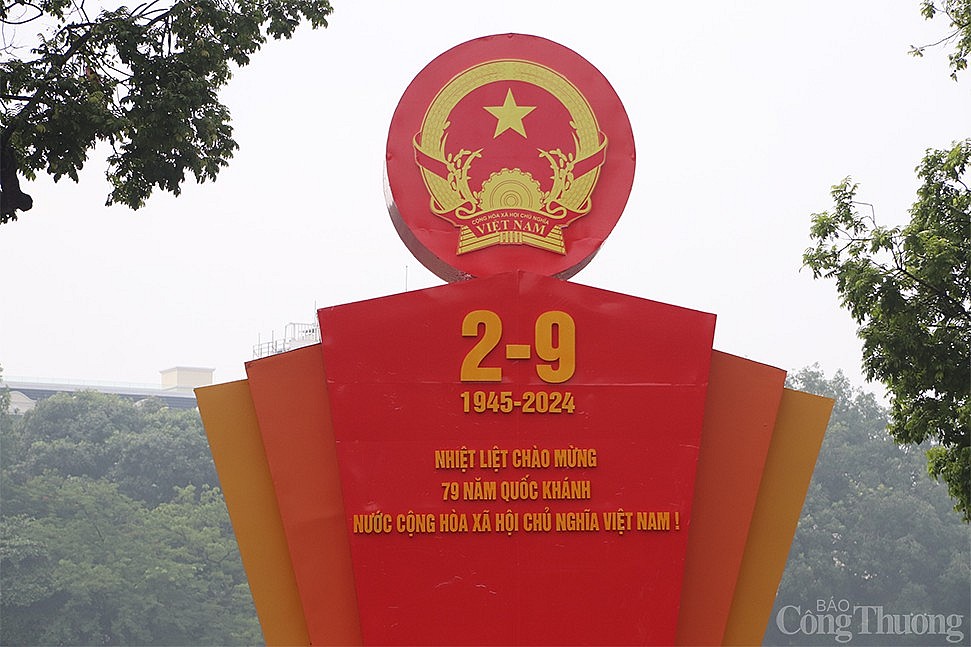 CỘNG HÒA XÃ HỘI CHỦ NGHĨA
VIỆT NAM
2-9
1945-2024
NHIỆT LIỆT CHÀO MỪNG
79 NĂM QUỐC KHÁNH
NƯỚC CỘNG HÒA XÃ HỘI CHỦ NGHĨA VIỆT NAM !
BÁO
Công Thương